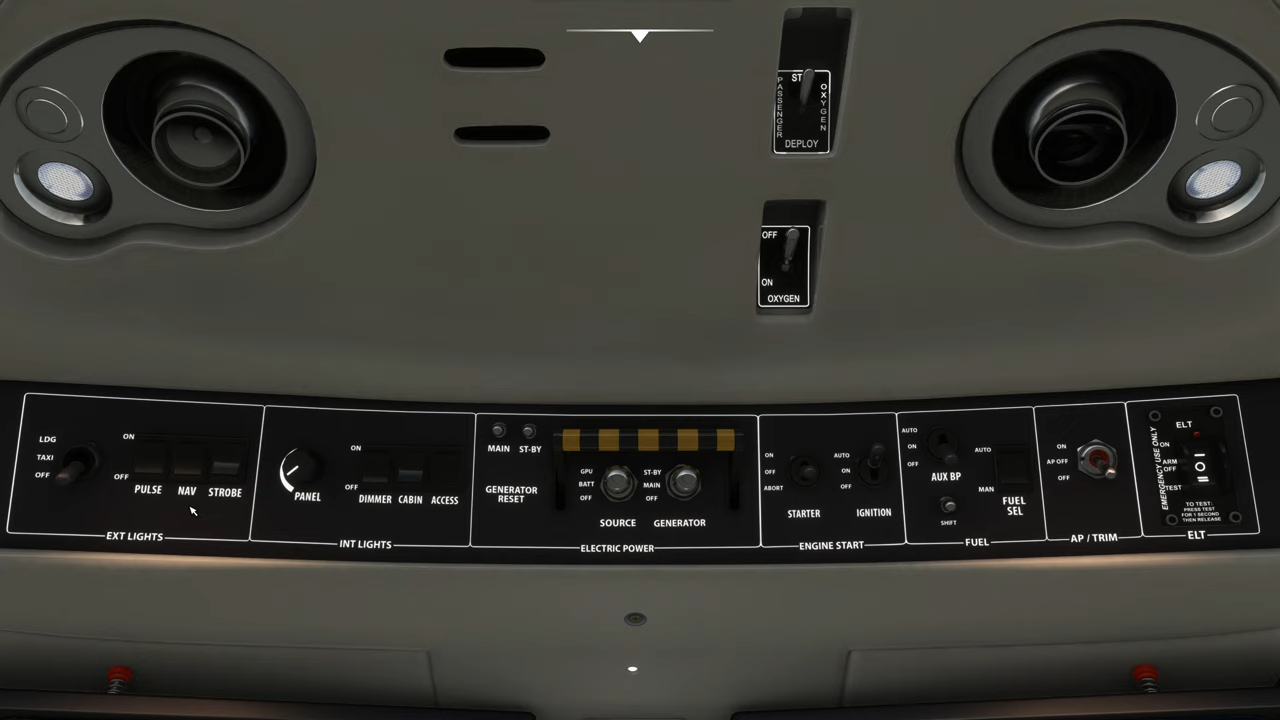 ST
PASSENGER
OXYGEN
DEPLOY
OFF
ON
OXYGEN
LDG
TAXI
OFF
ON
OFF
PULSE
NAV
STROBE
EXT LIGHTS
PANEL
ON
OFF
DIMMER
CABIN
ACCESS
INT LIGHTS
MAIN
ST-BY
GENERATOR
RESET
GPU
BATT
OFF
SOURCE
ST-BY
MAIN
OFF
GENERATOR
ELECTRIC POWER
ON
OFF
ABORT
STARTER
AUTO
ON
OFF
IGNITION
ENGINE START
AUTO
ON
OFF
AUX BP
SHIFT
AUTO
MAN
FUEL
SEL
FUEL
ON
AP OFF
OFF
AP / TRIM
EMERGENCY USE ONLY
ELT
ON
ARM
OFF
TEST
TO TEST:
PRESS TEST
FOR 1 SECOND
THEN RELEASE
ELT